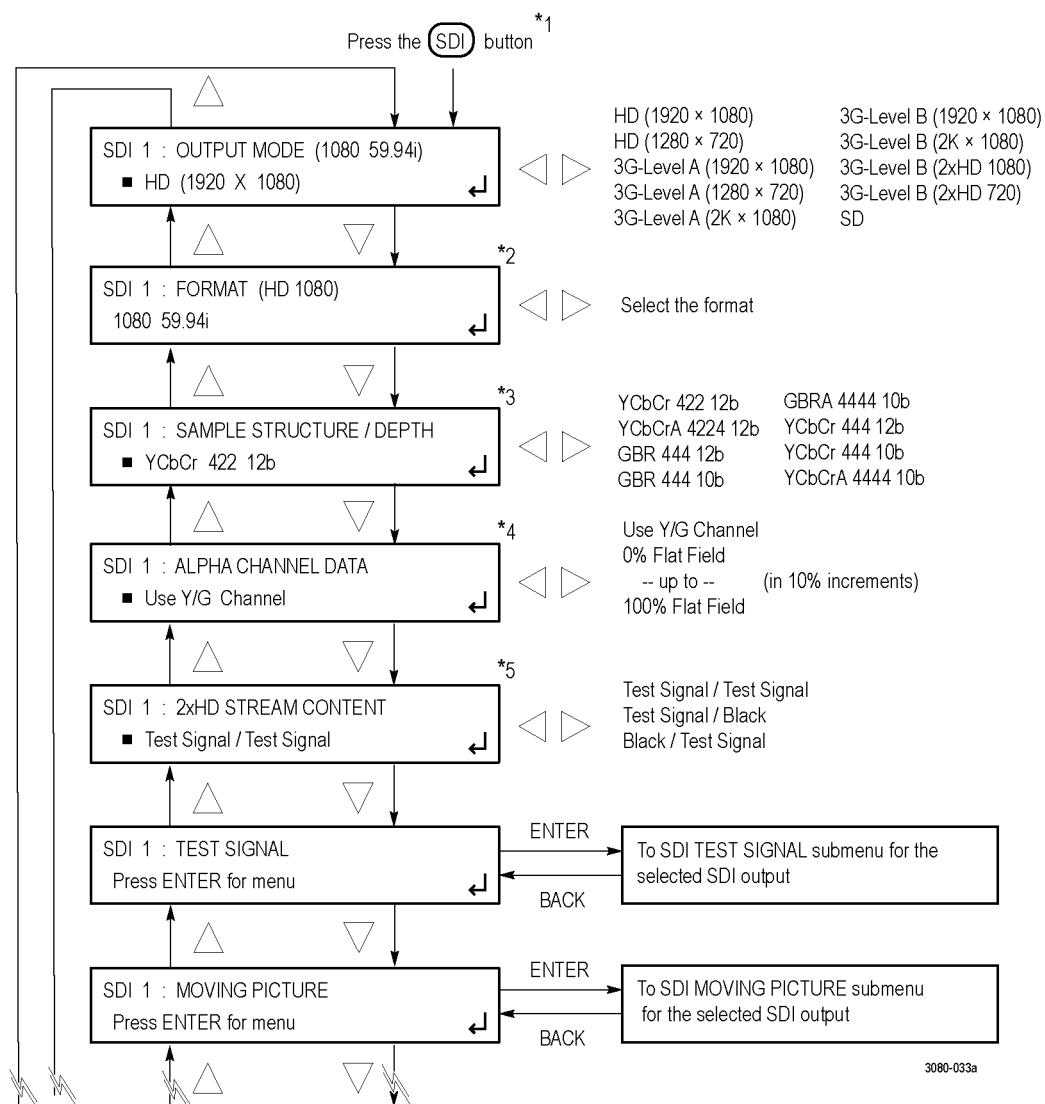 Press the SDI button *1
SDI 1 : OUTPUT MODE (1080 59.94i)
■ HD (1920 X 1080)
HD (1920 × 1080)
HD (1280 × 720)
3G-Level A (1920 × 1080)
3G-Level A (1280 × 720)
3G-Level A (2K × 1080)
3G-Level B (1920 × 1080)
3G-Level B (2K × 1080)
3G-Level B (2xHD 1080)
3G-Level B (2xHD 720)
SD
*2
SDI 1 : FORMAT (HD 1080)
1080 59.94i
Select the format
*3
SDI 1 : SAMPLE STRUCTURE / DEPTH
■ YCbCr 422 12b
YCbCr 422 12b
YCbCrA 4224 12b
GBR 444 12b
GBR 444 10b
GBRA 4444 10b
YCbCr 444 12b
YCbCr 444 10b
YCbCrA 4444 10b
*4
SDI 1 : ALPHA CHANNEL DATA
■ Use Y/G Channel
Use Y/G Channel
0% Flat Field
-- up to -- (in 10% increments)
100% Flat Field
*5
SDI 1 : 2xHD STREAM CONTENT
■ Test Signal / Test Signal
Test Signal / Test Signal
Test Signal / Black
Black / Test Signal
SDI 1 : TEST SIGNAL
Press ENTER for menu
ENTER
BACK
To SDI TEST SIGNAL submenu for the
selected SDI output
SDI 1 : MOVING PICTURE
Press ENTER for menu
ENTER
BACK
To SDI MOVING PICTURE submenu
for the selected SDI output
3080-033a